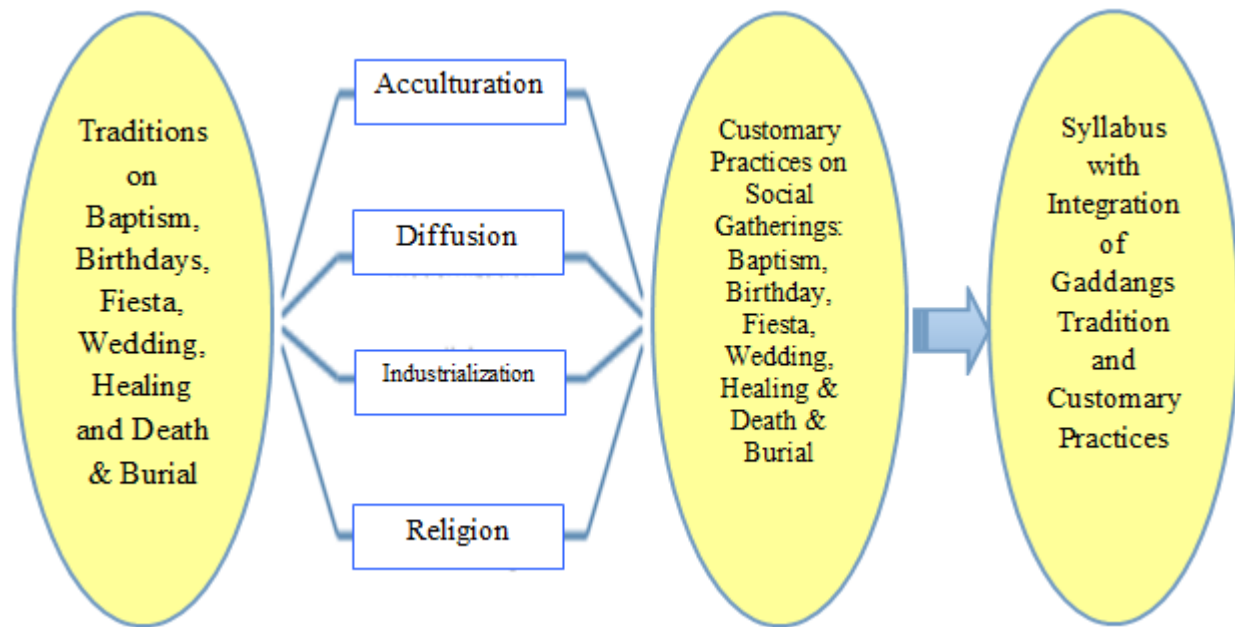 Traditions
on
Baptism,
Birthdays,
Fiesta,
Wedding,
Healing
and Death
& Burial
Acculturation
Diffusion
Industrialization
Religion
Customary
Practices on
Social
Gatherings:
Baptism,
Birthday,
Fiesta,
Wedding,
Healing &
Death &
Burial
Syllabus
with
Integration
of
Gaddangs
Tradition
and
Customary
Practices